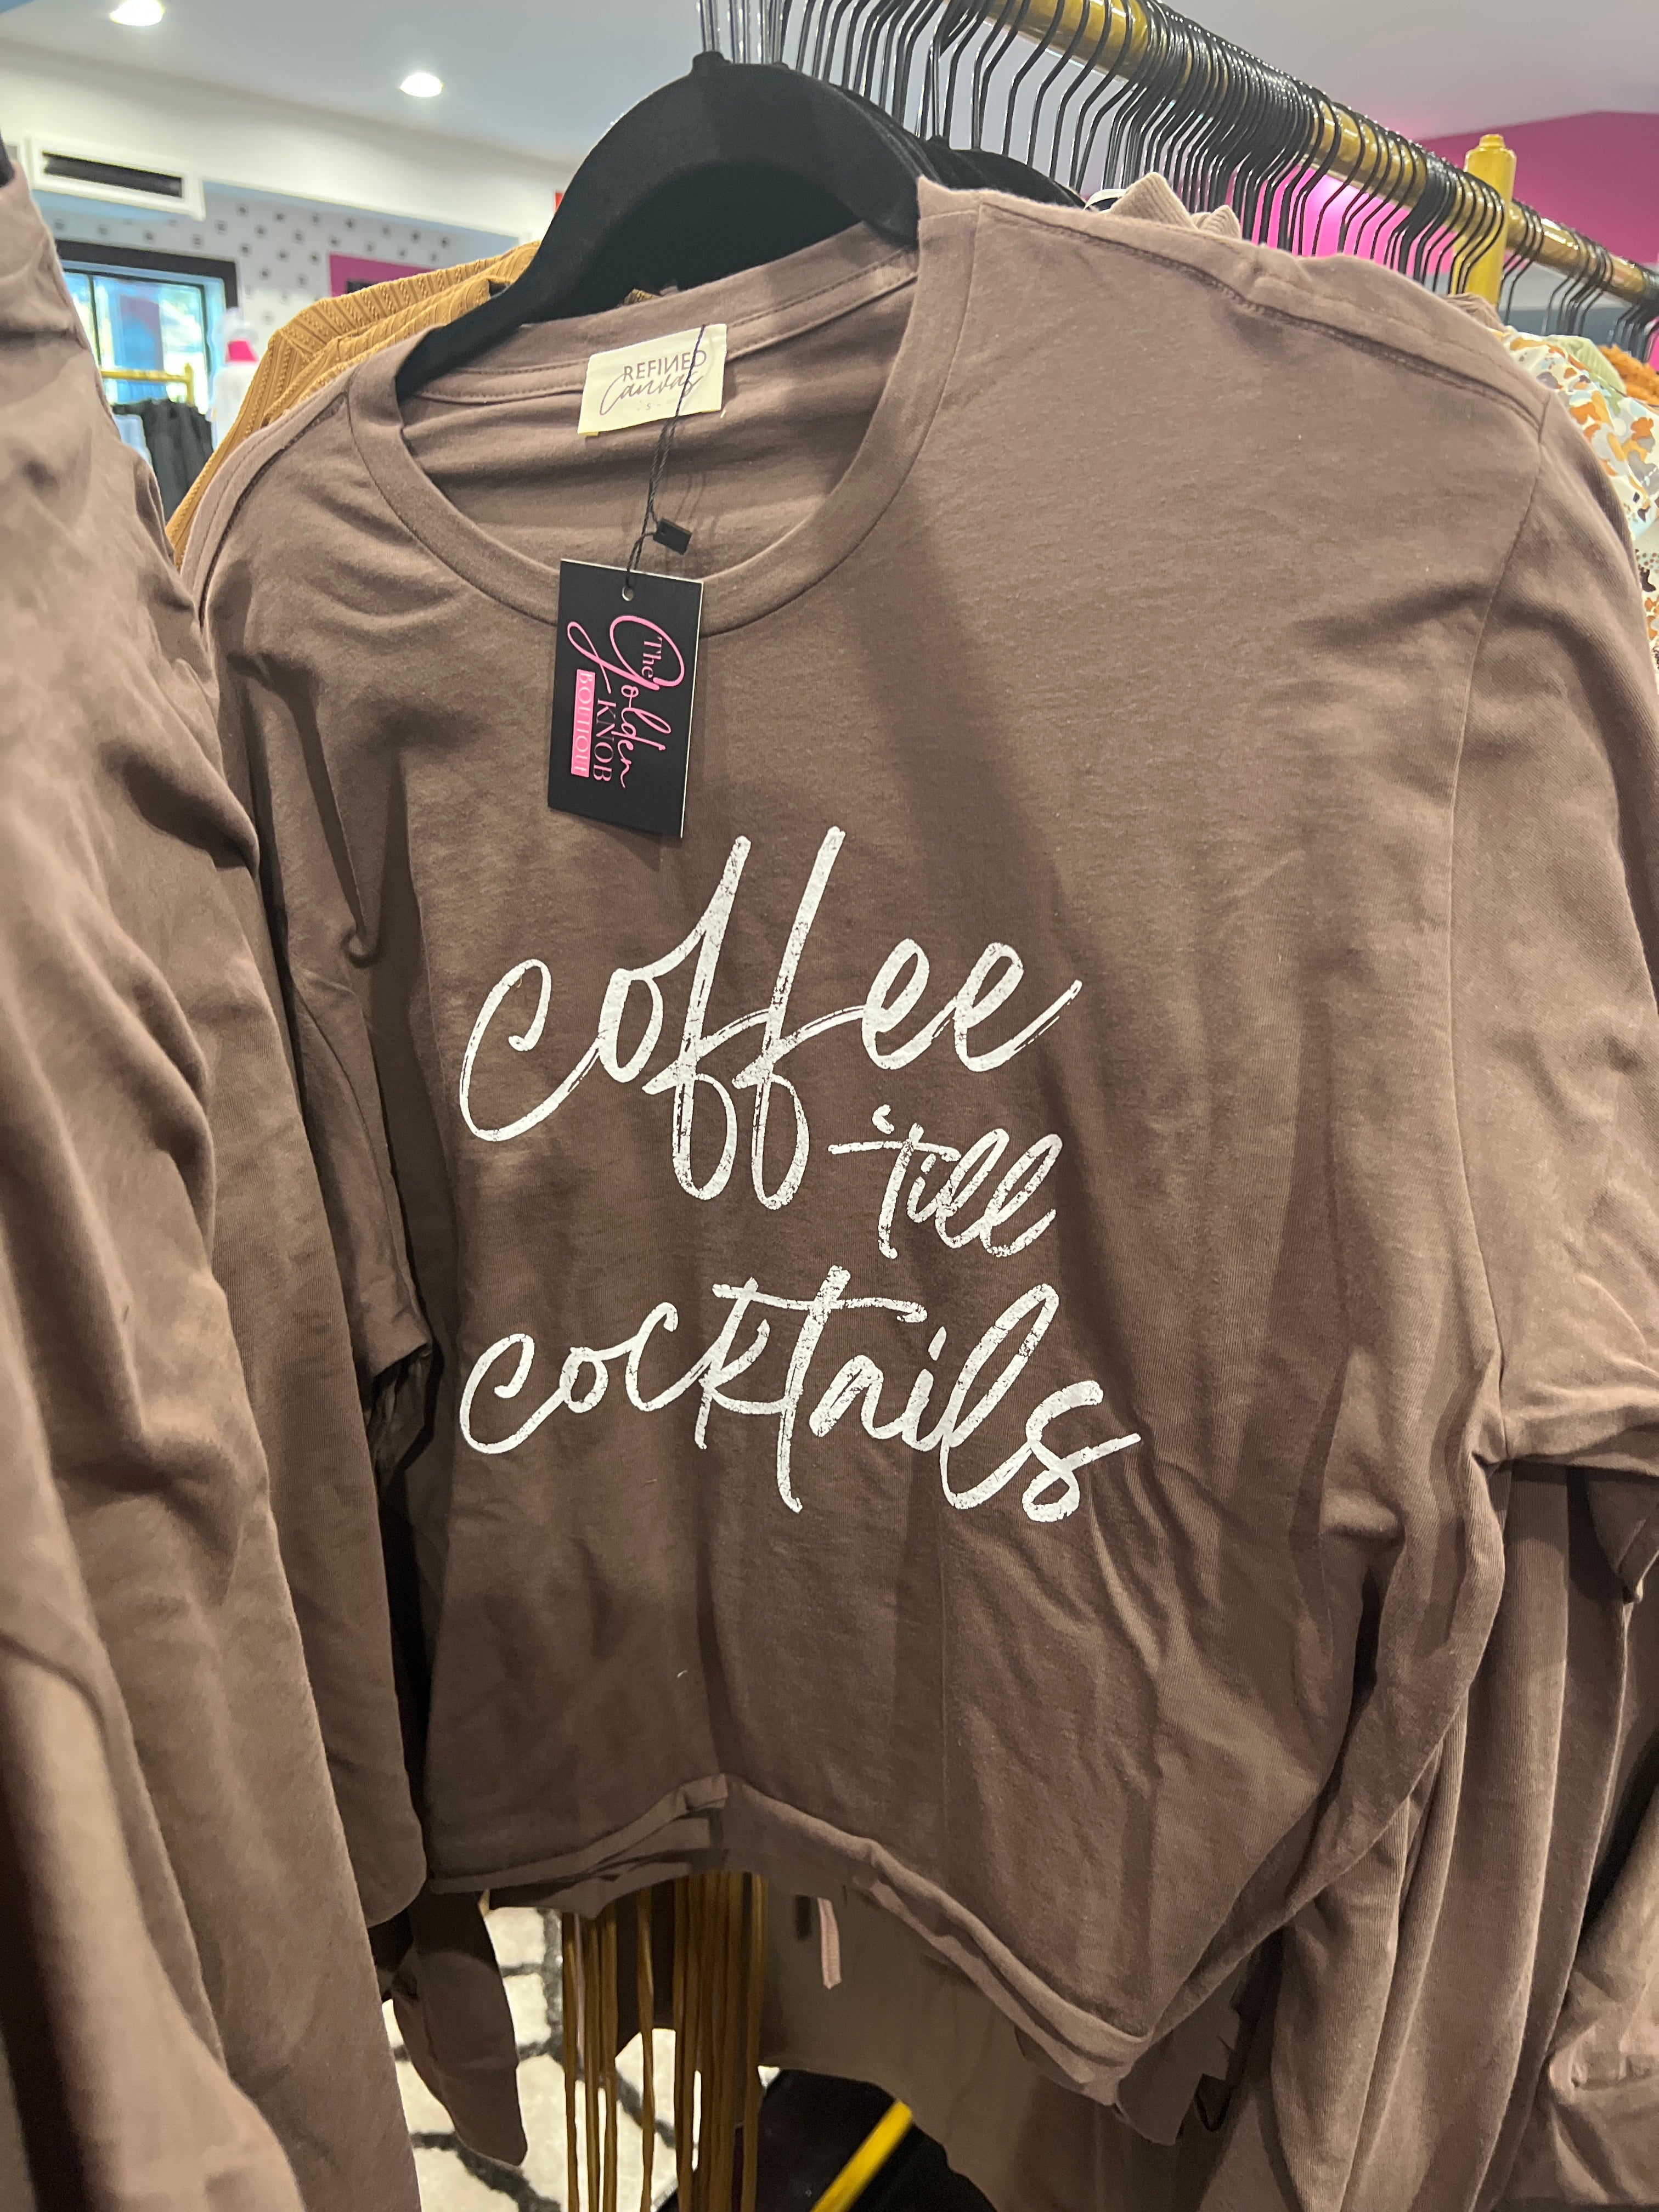 REFINED
Canvas
- S -
The
Golden
KNOB
BOUTIQUE
coffee
'till
cocktails